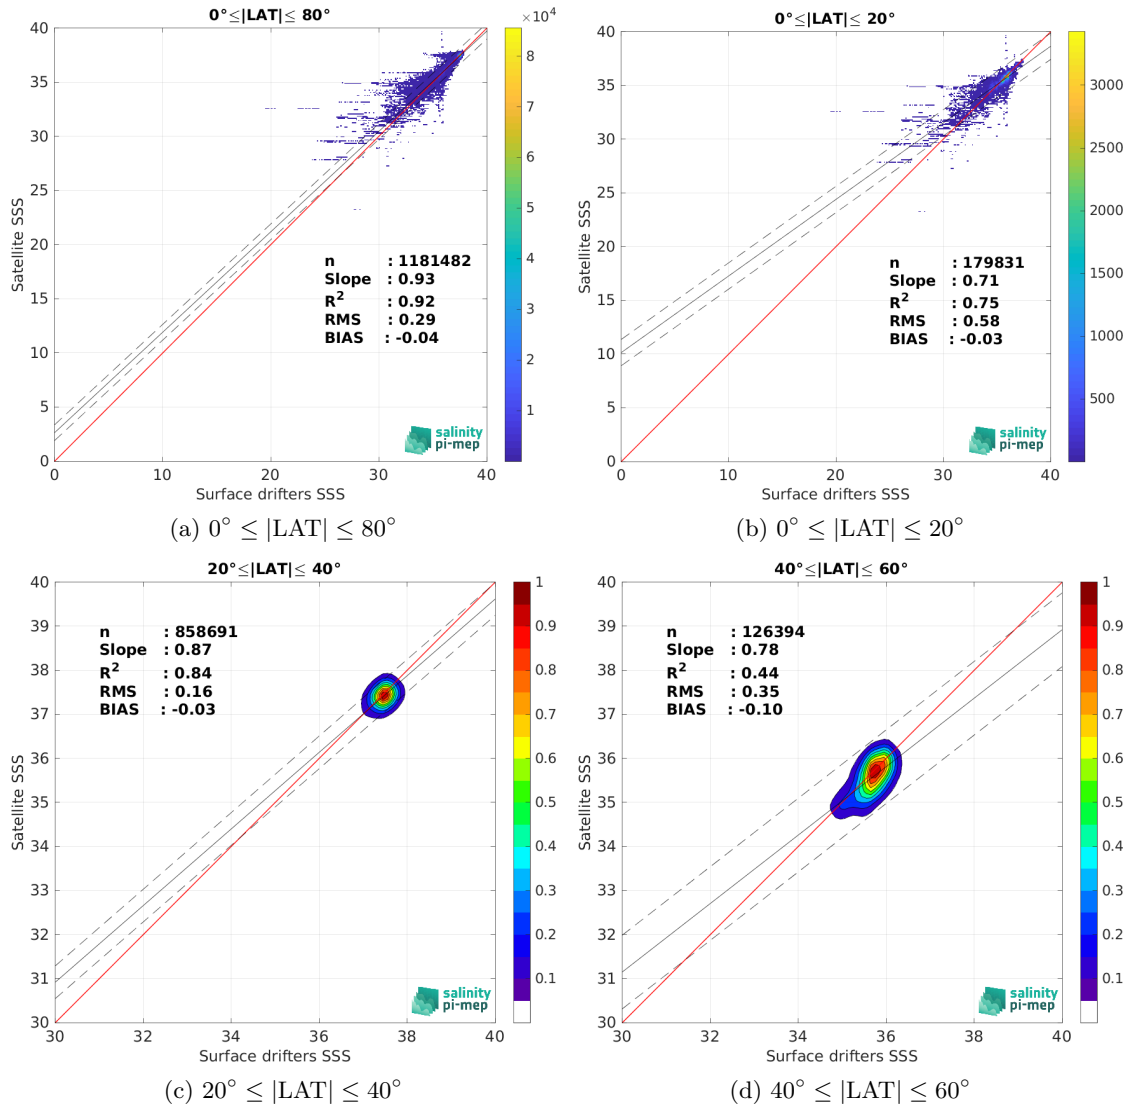 0°≤|LAT|≤ 80°
×10⁴
40
35
30
25
20
15
10
5
0
Satellite SSS
n : 1181482
Slope : 0.93
R² : 0.92
RMS : 0.29
BIAS : -0.04
salinity
pi-mep
0 10 20 30 40
Surface drifters SSS
8
7
6
5
4
3
2
1
(a) 0° ≤ |LAT| ≤ 80°
0°≤|LAT|≤ 20°
40
35
30
25
20
15
10
5
0
Satellite SSS
n : 179831
Slope : 0.71
R² : 0.75
RMS : 0.58
BIAS : -0.03
salinity
pi-mep
0 10 20 30 40
Surface drifters SSS
3000
2500
2000
1500
1000
500
(b) 0° ≤ |LAT| ≤ 20°
20°≤|LAT|≤ 40°
40
39
38
37
36
35
34
33
32
31
30
Satellite SSS
n : 858691
Slope : 0.87
R² : 0.84
RMS : 0.16
BIAS : -0.03
salinity
pi-mep
30 32 34 36 38 40
Surface drifters SSS
1
0.9
0.8
0.7
0.6
0.5
0.4
0.3
0.2
0.1
(c) 20° ≤ |LAT| ≤ 40°
40°≤|LAT|≤ 60°
40
39
38
37
36
35
34
33
32
31
30
Satellite SSS
n : 126394
Slope : 0.78
R² : 0.44
RMS : 0.35
BIAS : -0.10
salinity
pi-mep
30 32 34 36 38 40
Surface drifters SSS
1
0.9
0.8
0.7
0.6
0.5
0.4
0.3
0.2
0.1
(d) 40° ≤ |LAT| ≤ 60°